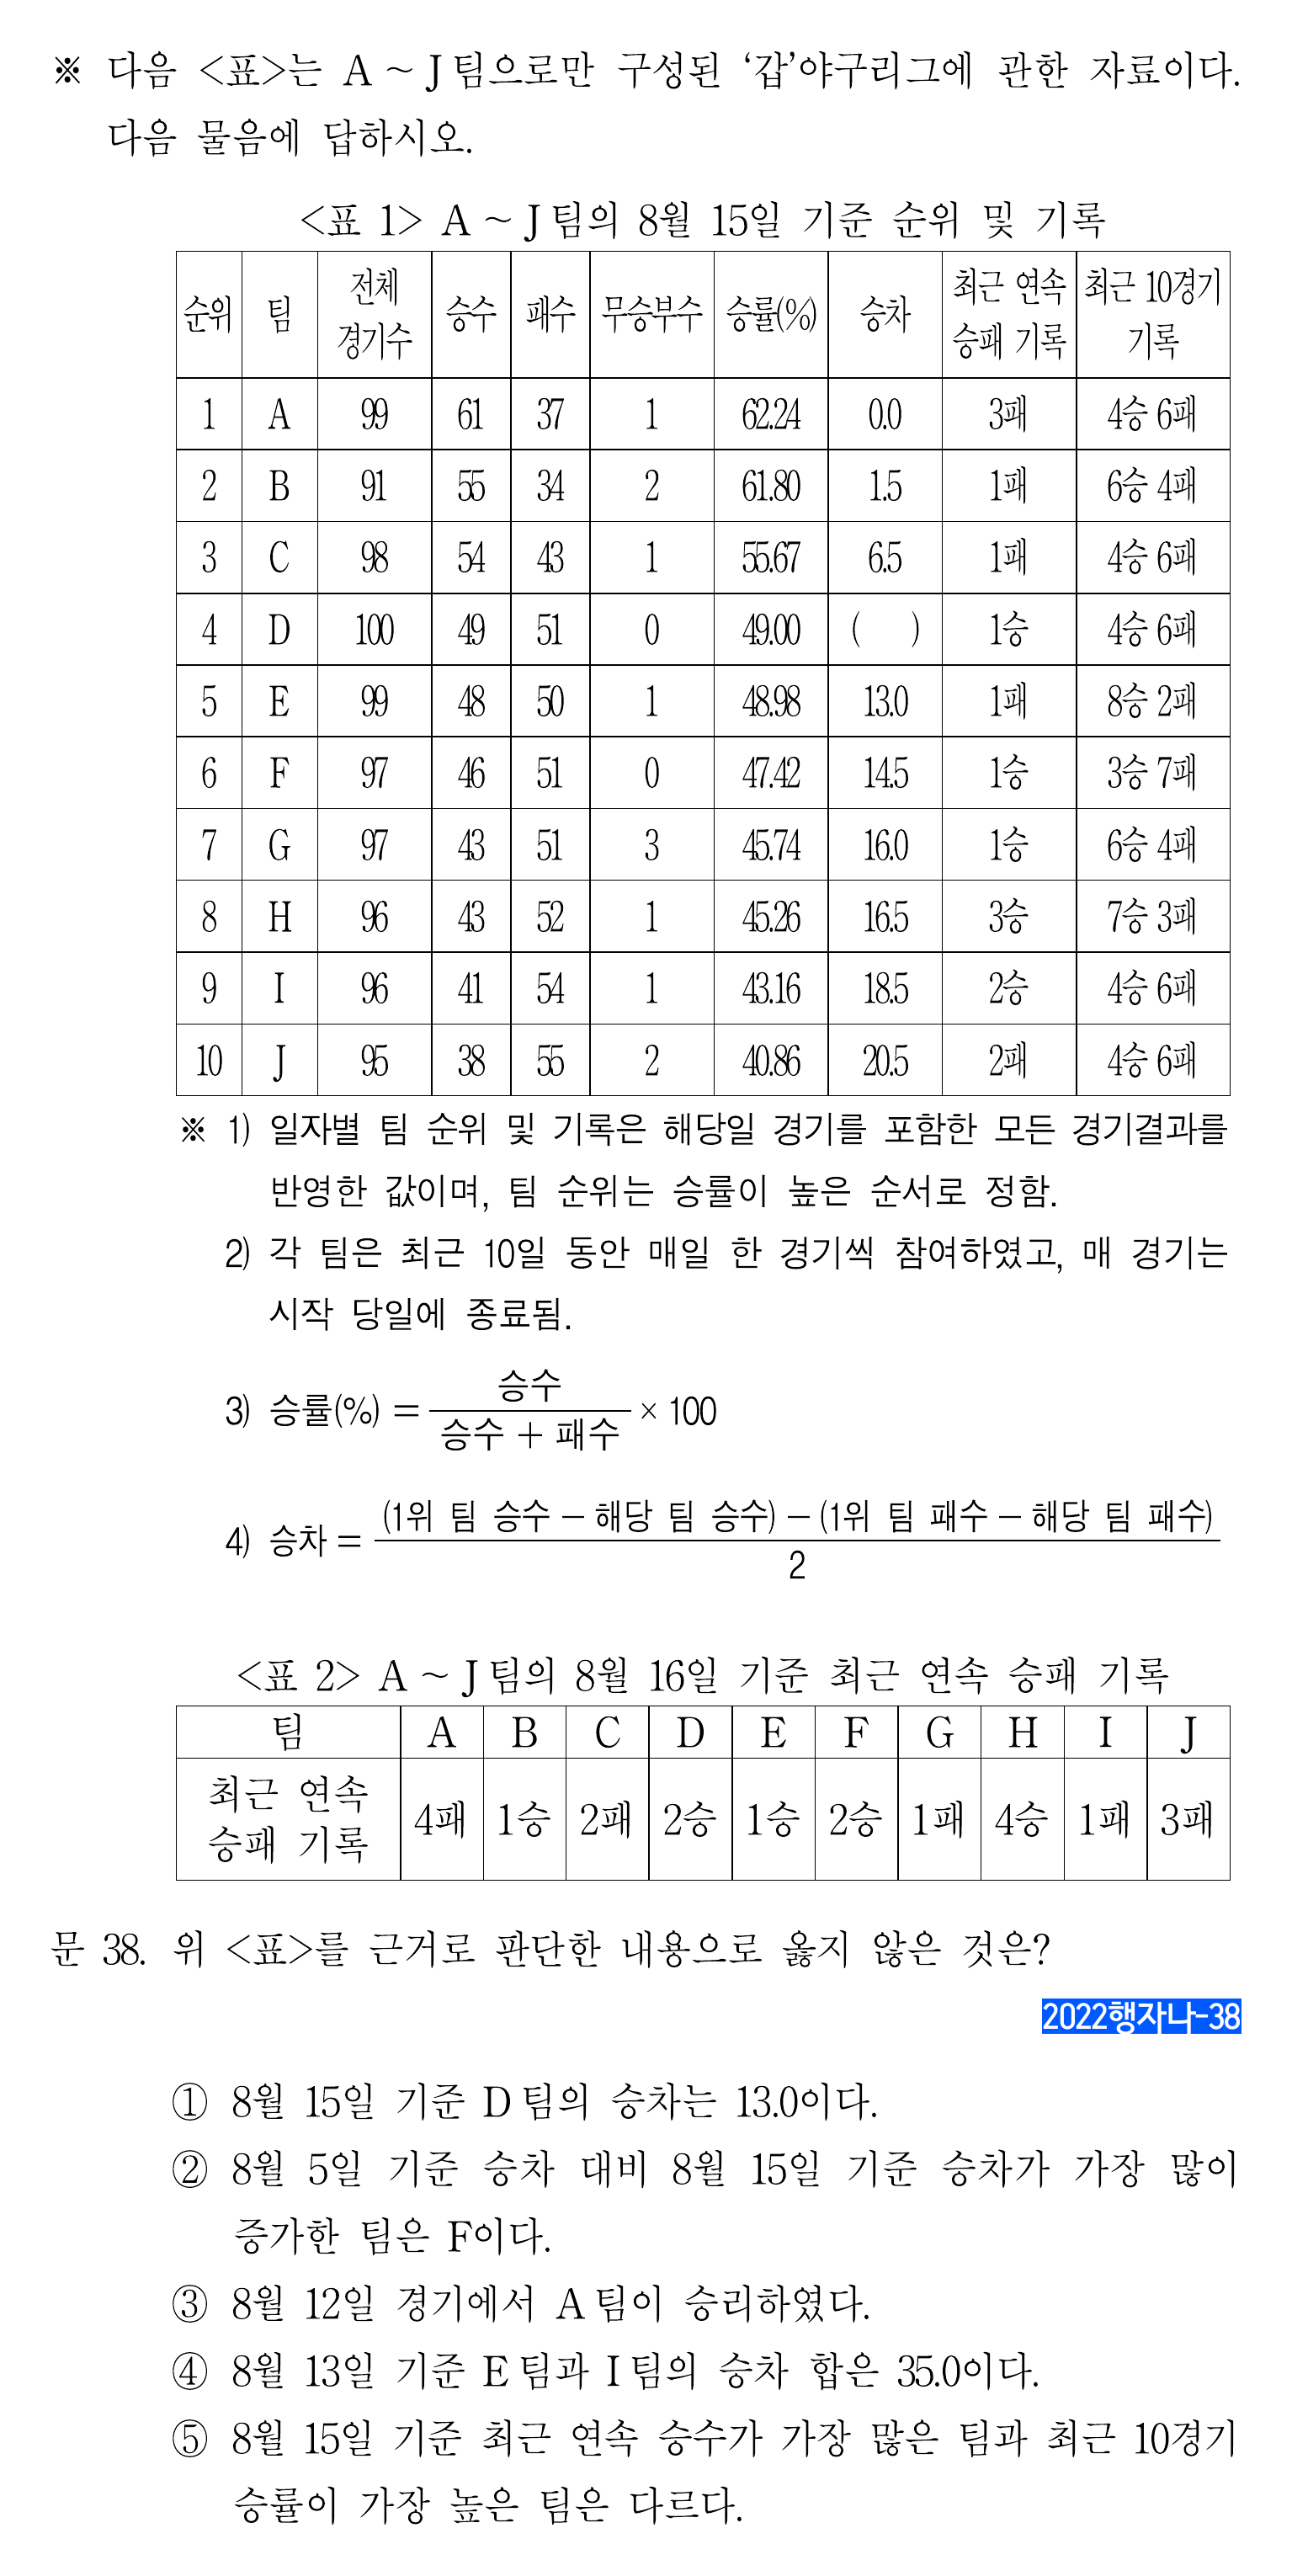 ※ 다음 <표>는 A ~ J팀으로만 구성된 ‘갑’야구리그에 관한 자료이다.
다음 물음에 답하시오.
<표 1> A ~ J팀의 8월 15일 기준 순위 및 기록
순위 팀 전체 경기수 승수 패수 무승부수 승률(%) 승차 최근 연속 승패 기록 최근 10경기 기록
1 A 99 61 37 1 62.24 0.0 3패 4승 6패
2 B 91 55 34 2 61.80 1.5 1패 6승 4패
3 C 98 54 43 1 55.67 6.5 1패 4승 6패
4 D 100 49 51 0 49.00 ( ) 1승 4승 6패
5 E 99 48 50 1 48.98 13.0 1패 8승 2패
6 F 97 46 51 0 47.42 14.5 1승 3승 7패
7 G 97 43 51 3 45.74 16.0 1승 6승 4패
8 H 96 43 52 1 45.26 16.5 3승 7승 3패
9 I 96 41 54 1 43.16 18.5 2승 4승 6패
10 J 95 38 55 2 40.86 20.5 2패 4승 6패
※ 1) 일자별 팀 순위 및 기록은 해당일 경기를 포함한 모든 경기결과를
반영한 값이며, 팀 순위는 승률이 높은 순서로 정함.
2) 각 팀은 최근 10일 동안 매일 한 경기씩 참여하였고, 매 경기는
시작 당일에 종료됨.
3) 승률(%) = 승수 / 승수 + 패수 × 100
4) 승차 = (1위 팀 승수 − 해당 팀 승수) − (1위 팀 패수 − 해당 팀 패수) / 2
<표 2> A ~ J팀의 8월 16일 기준 최근 연속 승패 기록
팀 A B C D E F G H I J
최근 연속 승패 기록 4패 1승 2패 2승 1승 2승 1패 4승 1패 3패
문 38. 위 <표>를 근거로 판단한 내용으로 옳지 않은 것은?
2022행자나-38
① 8월 15일 기준 D팀의 승차는 13.0이다.
② 8월 5일 기준 승차 대비 8월 15일 기준 승차가 가장 많이
증가한 팀은 F이다.
③ 8월 12일 경기에서 A팀이 승리하였다.
④ 8월 13일 기준 E팀과 I팀의 승차 합은 35.0이다.
⑤ 8월 15일 기준 최근 연속 승수가 가장 많은 팀과 최근 10경기
승률이 가장 높은 팀은 다르다.